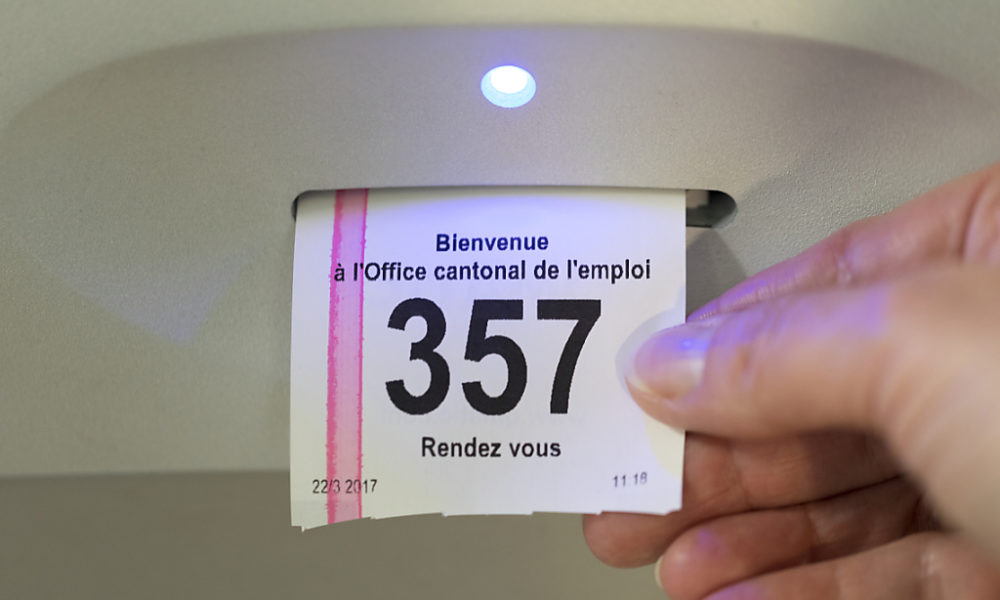 Bienvenue
à l'Office cantonal de l'emploi
357
Rendez vous
22/3 2017 11 18